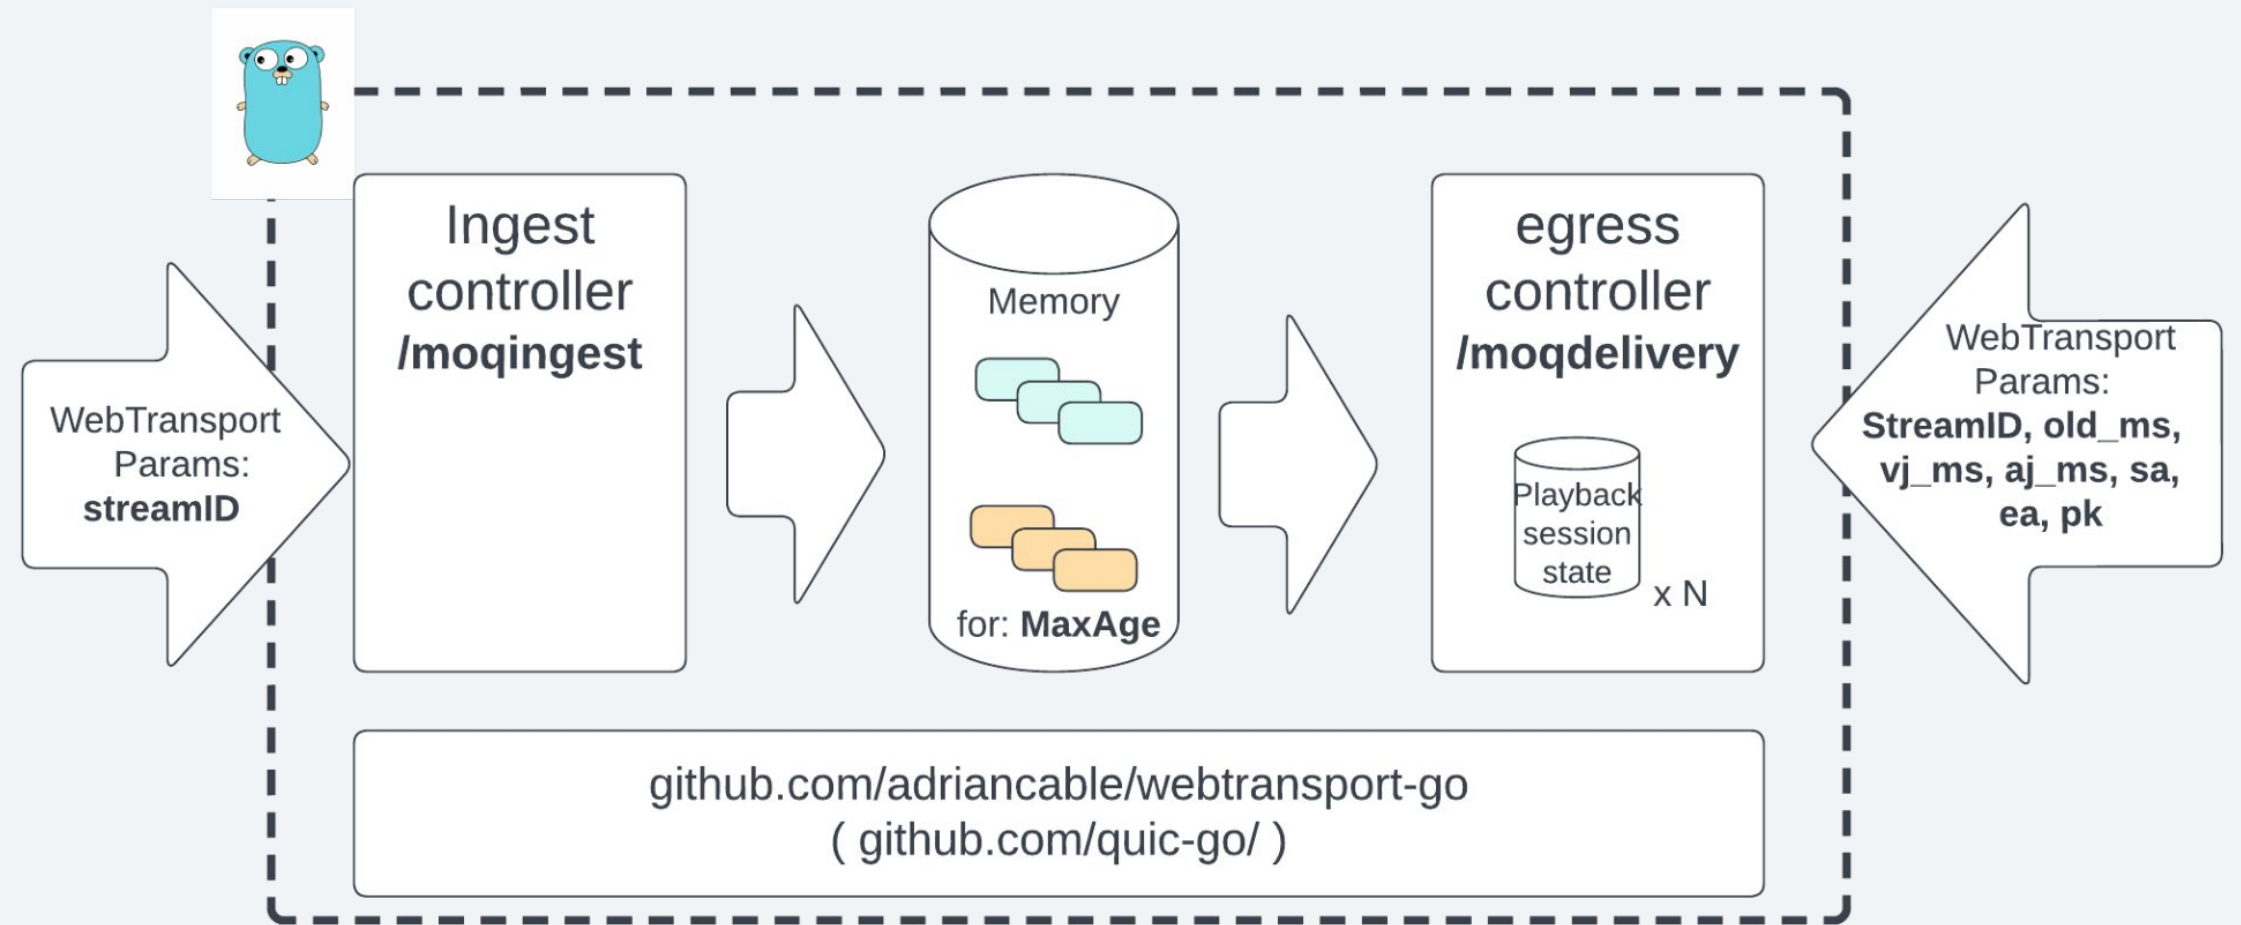 Ingest
controller
/moqingest
WebTransport
Params:
streamID
Memory
for: MaxAge
egress
controller
/moqdelivery
Playback
session
state
x N
WebTransport
Params:
StreamID, old_ms,
vj_ms, aj_ms, sa,
ea, pk
github.com/adriancable/webtransport-go
( github.com/quic-go/ )